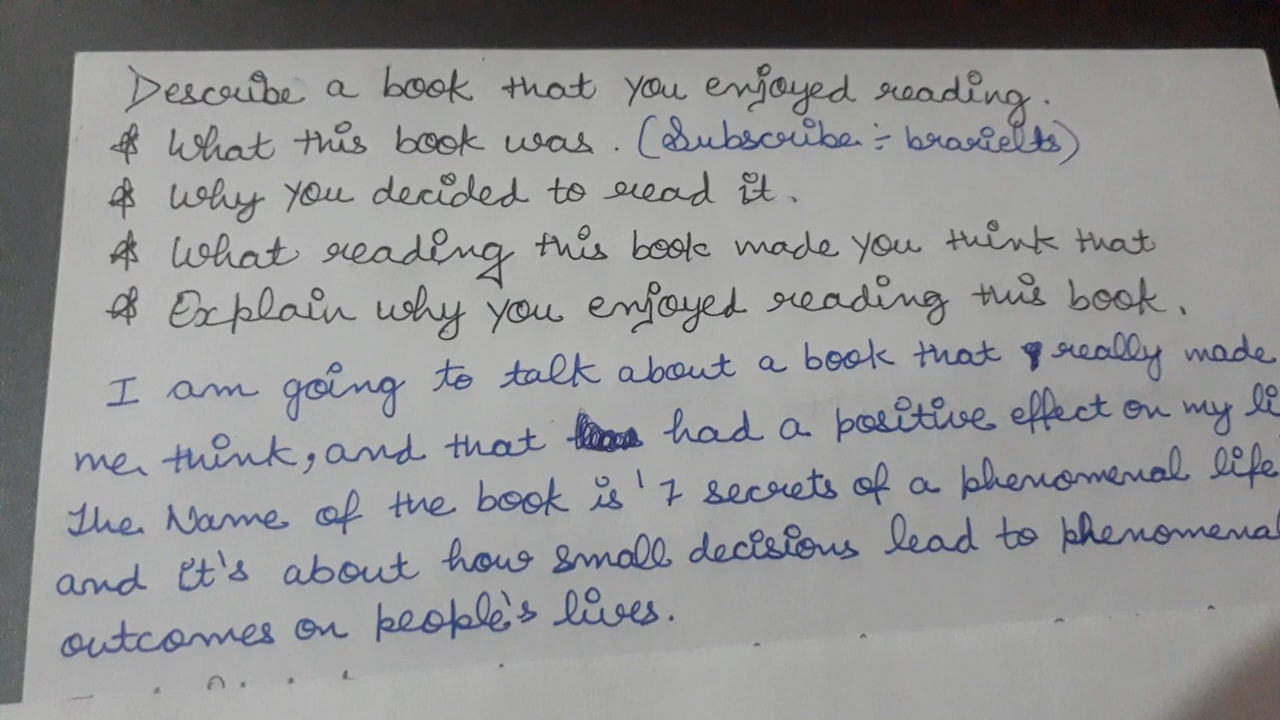 Describe a book that you enjoyed reading.
What this book was. (Subscribe :- brarielts)
Why you decided to read it.
What reading this book made you think that
Explain why you enjoyed reading this book.
I am going to talk about a book that really made
me think, and that had a positive effect on my li
The Name of the book is '7 secrets of a phenomenal life
and it's about how small decisions lead to phenomenal
outcomes on people's lives.